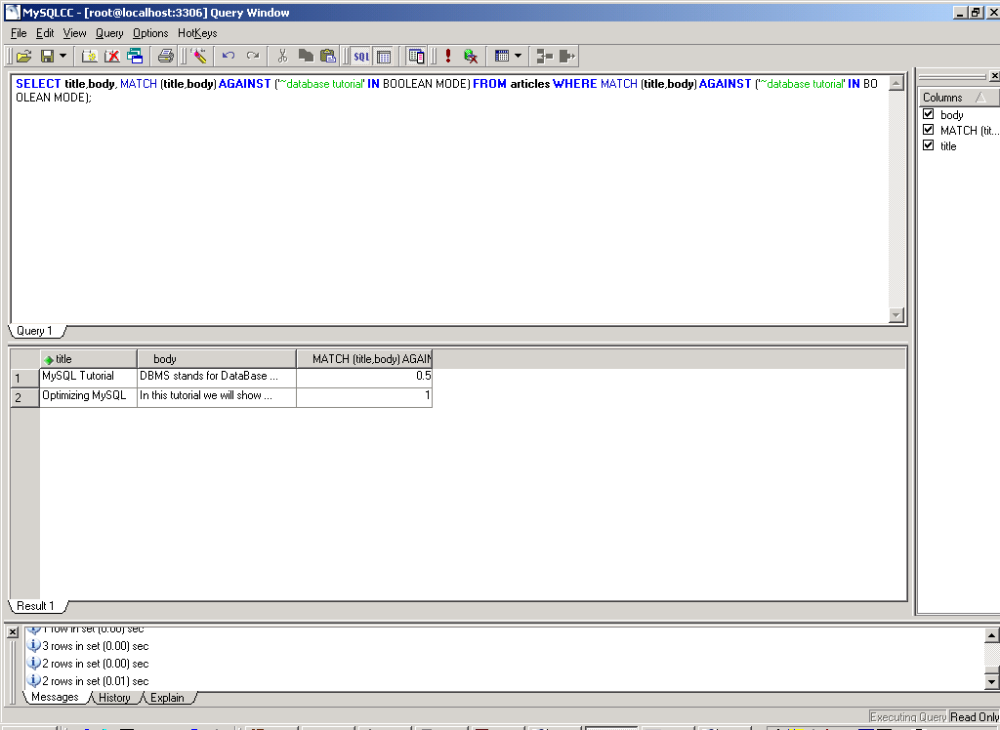 MySQLCC - [root@localhost:3306] Query Window
File Edit View Query Options HotKeys
SQL
SELECT title,body, MATCH (title,body) AGAINST ('~database tutorial' IN BOOLEAN MODE) FROM articles WHERE MATCH (title,body) AGAINST ('~database tutorial' IN BO
OLEAN MODE);
Columns
body
MATCH (tit...
title
Query 1
title body MATCH (title,body) AGAIN
1 MySQL Tutorial DBMS stands for DataBase ... 0.5
2 Optimizing MySQL In this tutorial we will show ... 1
Result 1
1 row in set (0.00) sec
3 rows in set (0.00) sec
2 rows in set (0.00) sec
2 rows in set (0.01) sec
Messages History Explain
Executing Query Read Only